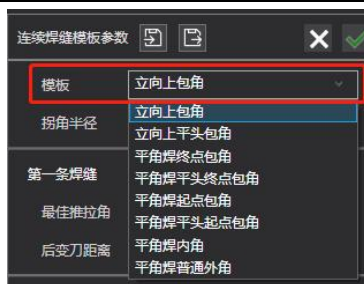 连续焊缝模板参数
模板 立向上包角
拐角半径
立向上包角
立向上平头包角
平角焊终点包角
平角焊平头终点包角
平角焊起点包角
平角焊平头起点包角
平角焊内角
平角焊普通外角
第一条焊缝
最佳推拉角
后变刀距离